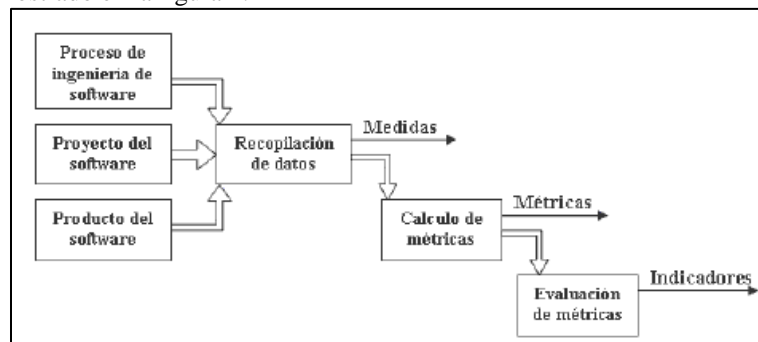 Proceso de
ingeniería de
software
Proyecto del
software
Producto del
software
Recopilación
de datos
Medidas
Calculo de
métricas
Métricas
Evaluación
de métricas
Indicadores